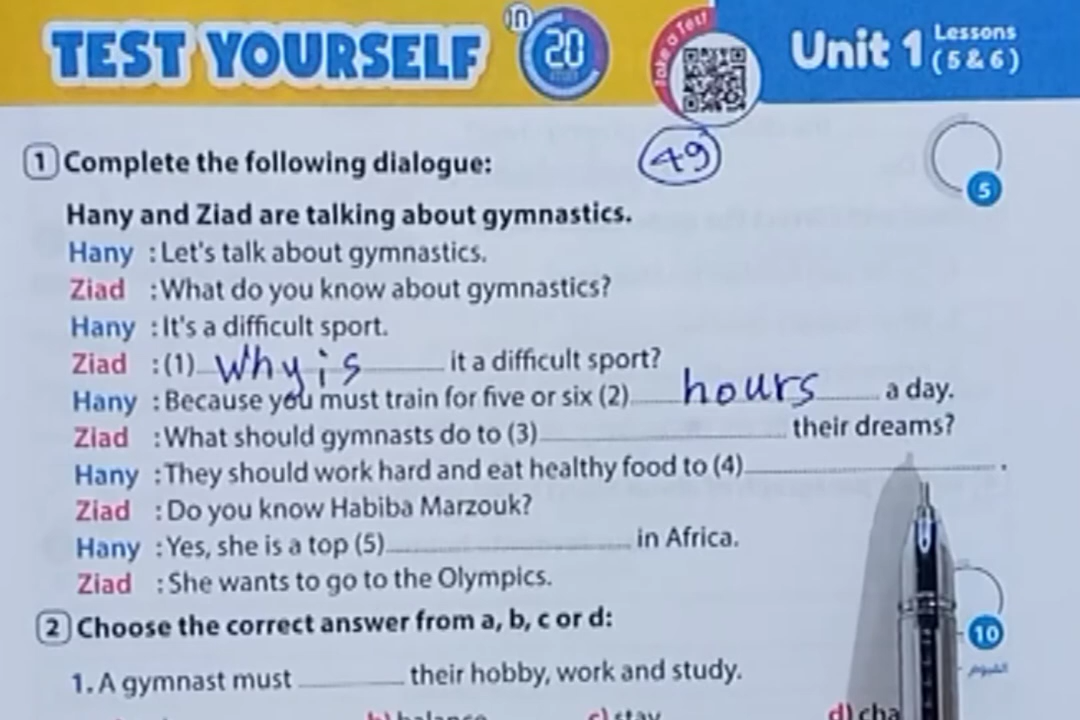 TEST YOURSELF in 20 Take a Test Unit 1 Lessons (5 & 6)
49
1 Complete the following dialogue: 5
Hany and Ziad are talking about gymnastics.
Hany : Let's talk about gymnastics.
Ziad : What do you know about gymnastics?
Hany : It's a difficult sport.
Ziad : (1) Why is it a difficult sport?
Hany : Because you must train for five or six (2) hours a day.
Ziad : What should gymnasts do to (3) their dreams?
Hany : They should work hard and eat healthy food to (4) .
Ziad : Do you know Habiba Marzouk?
Hany : Yes, she is a top (5) in Africa.
Ziad : She wants to go to the Olympics.
2 Choose the correct answer from a, b, c or d: 10
1. A gymnast must their hobby, work and study.
b) balance c) stay d) cha